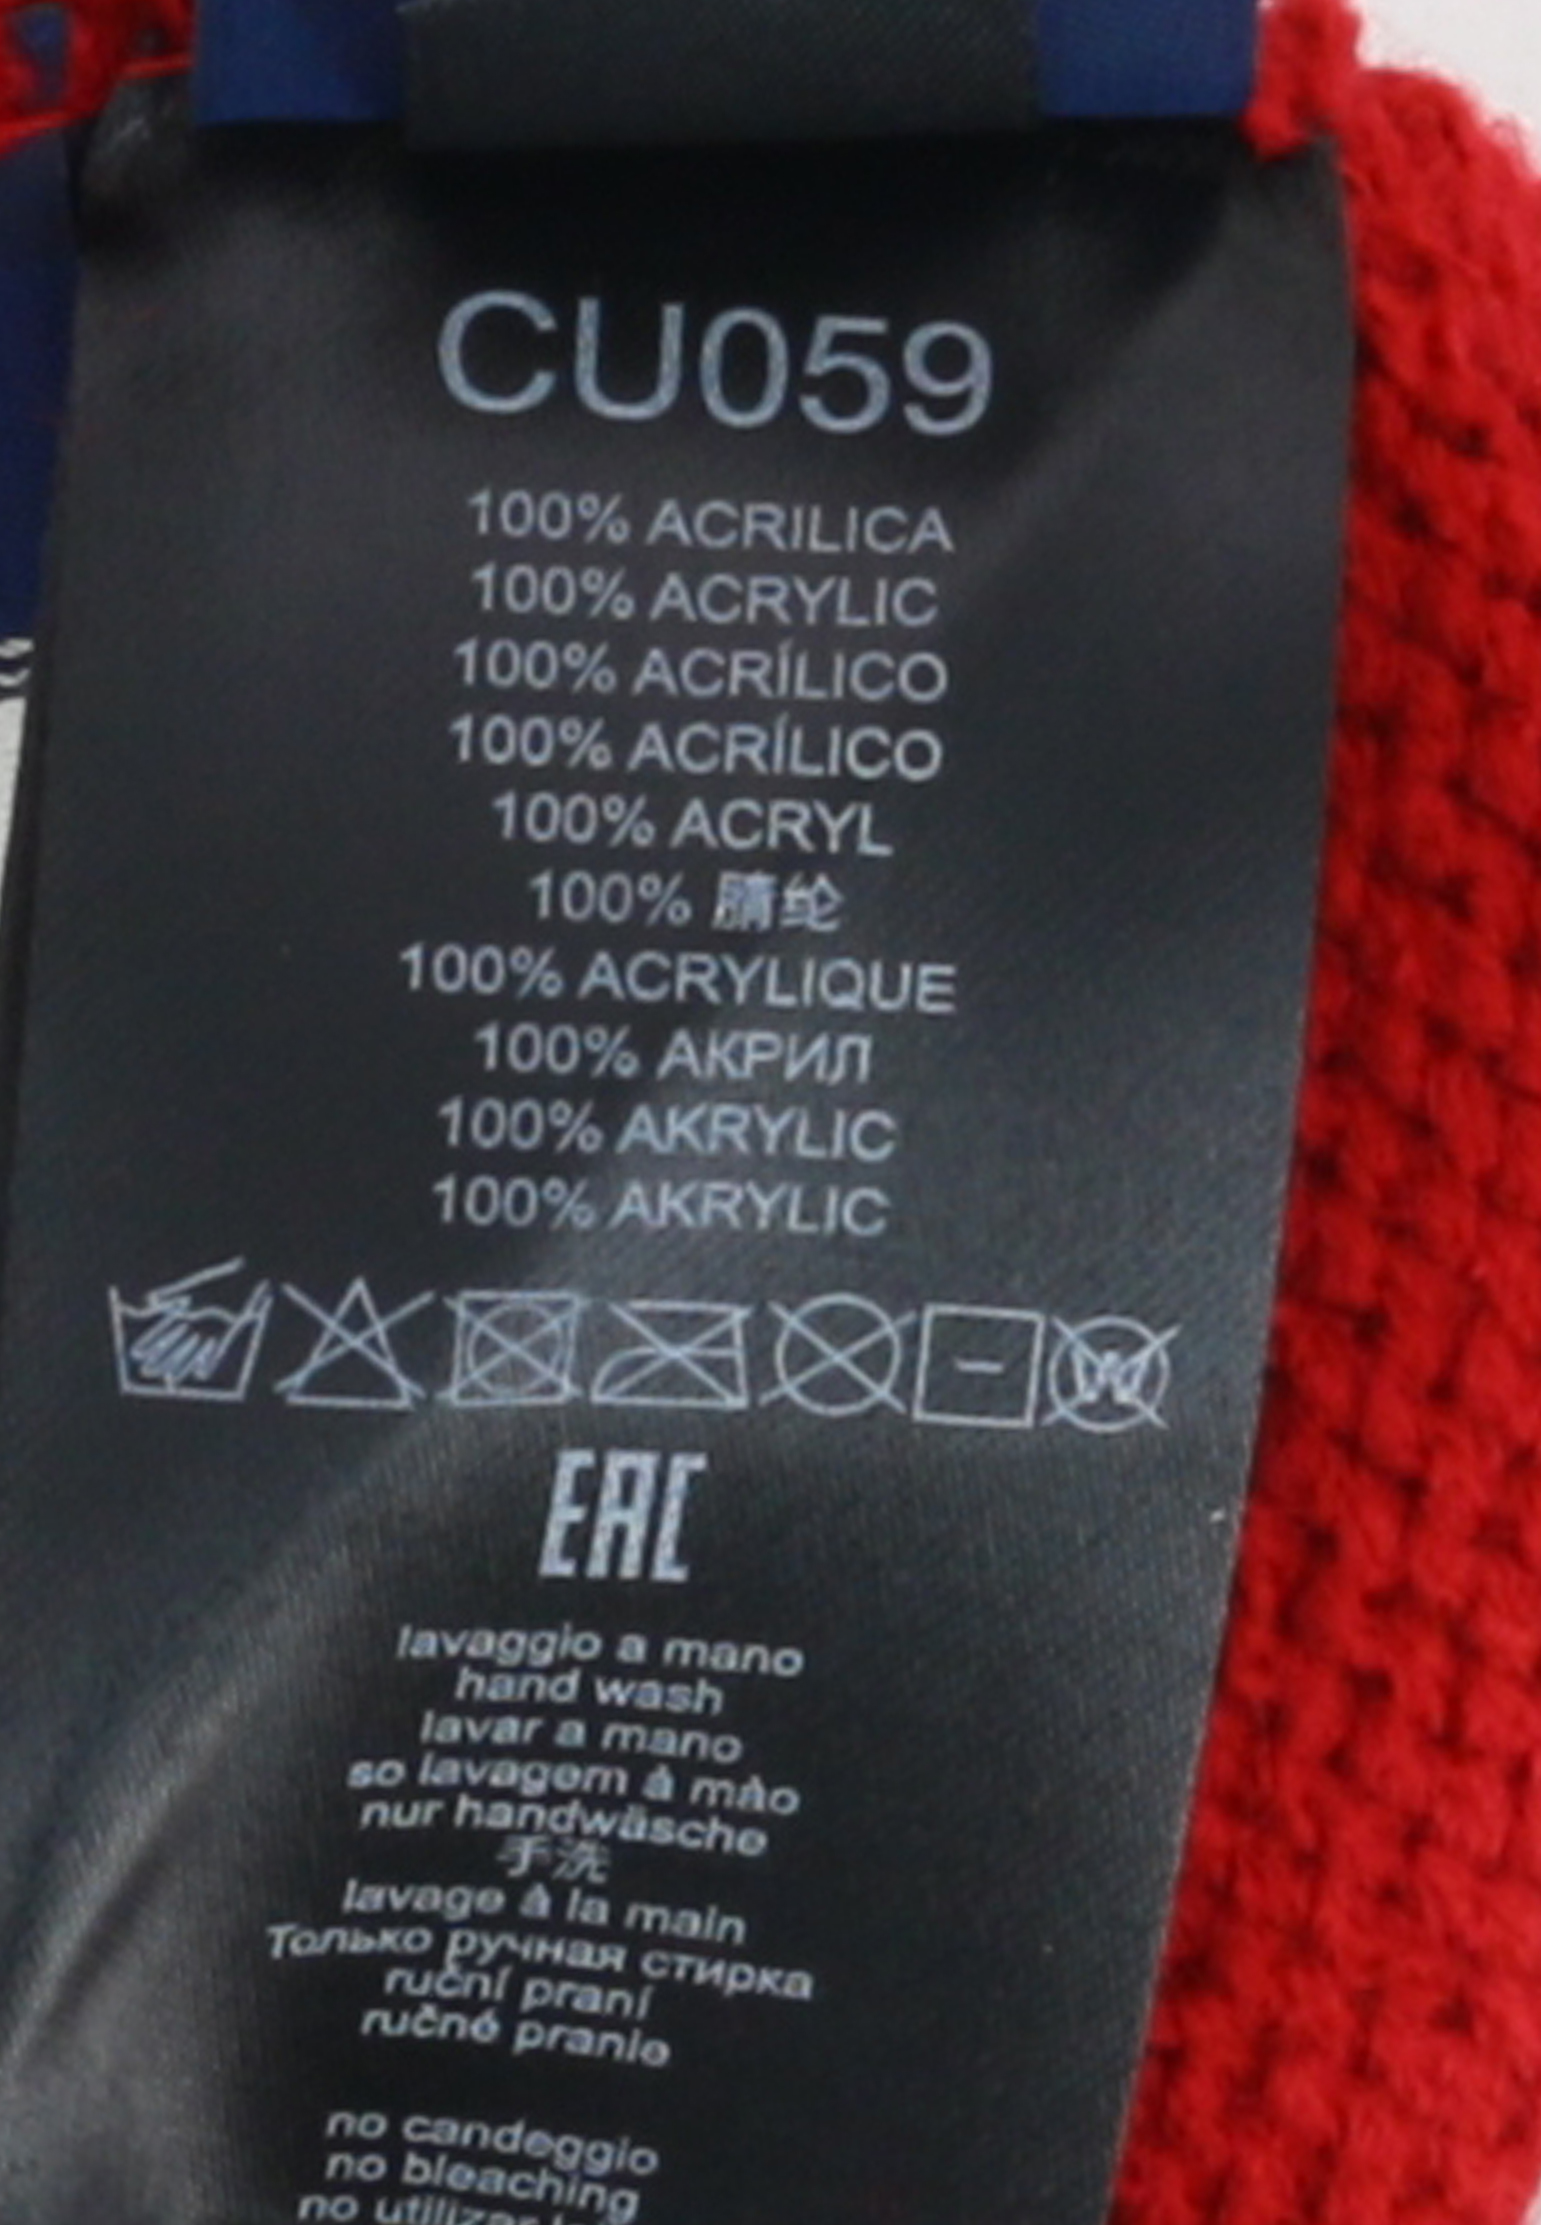 CU059
100% ACRILICA
100% ACRYLIC
100% ACRÍLICO
100% ACRÍLICO
100% ACRYL
100% 腈纶
100% ACRYLIQUE
100% АКРИЛ
100% AKRYLIC
100% AKRYLIC
EAC
lavaggio a mano
hand wash
lavar a mano
so lavagem à mào
nur handwäsche
手洗
lavage à la main
Только ручная стирка
ruční praní
ručné pranie
no candeggio
no bleaching
no utilizar